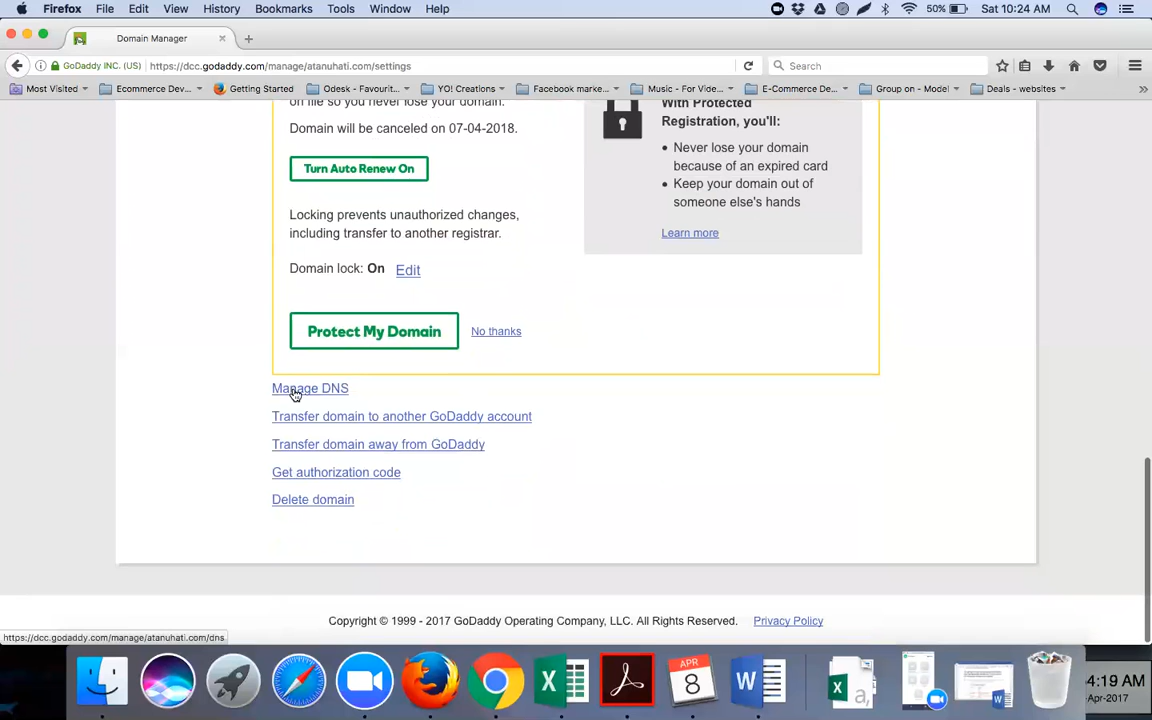 Firefox File Edit View History Bookmarks Tools Window Help 50% Sat 10:24 AM
Domain Manager
GoDaddy INC. (US) https://dcc.godaddy.com/manage/atanuhati.com/settings Search
Most Visited Ecommerce Dev... Odesk - Favourit... Getting Started YO! Creations Facebook marke... Music - For Vide... E-Commerce De... Group on - Model Deals - websites
on file so you never lose your domain.
Domain will be canceled on 07-04-2018.
Turn Auto Renew On
Locking prevents unauthorized changes,
including transfer to another registrar.
Domain lock: On Edit
Protect My Domain No thanks
With Protected
Registration, you'll:
Never lose your domain
because of an expired card
Keep your domain out of
someone else's hands
Learn more
Manage DNS
Transfer domain to another GoDaddy account
Transfer domain away from GoDaddy
Get authorization code
Delete domain
Copyright © 1999 - 2017 GoDaddy Operating Company, LLC. All Rights Reserved. Privacy Policy
https://dcc.godaddy.com/manage/atanuhati.com/dns
APR
8
4:19 AM
-Apr-2017